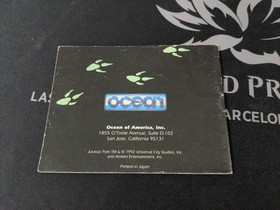 D PR
LAS
ARCELOR
ocean
Ocean of America, Inc.
1855 O'Toole Avenue, Suite D-102
San Jose, California 95131
Jurassic Park TM & © 1992 Universal City Studios, Inc.
and Amblin Entertainment, Inc.
Printed in Japan